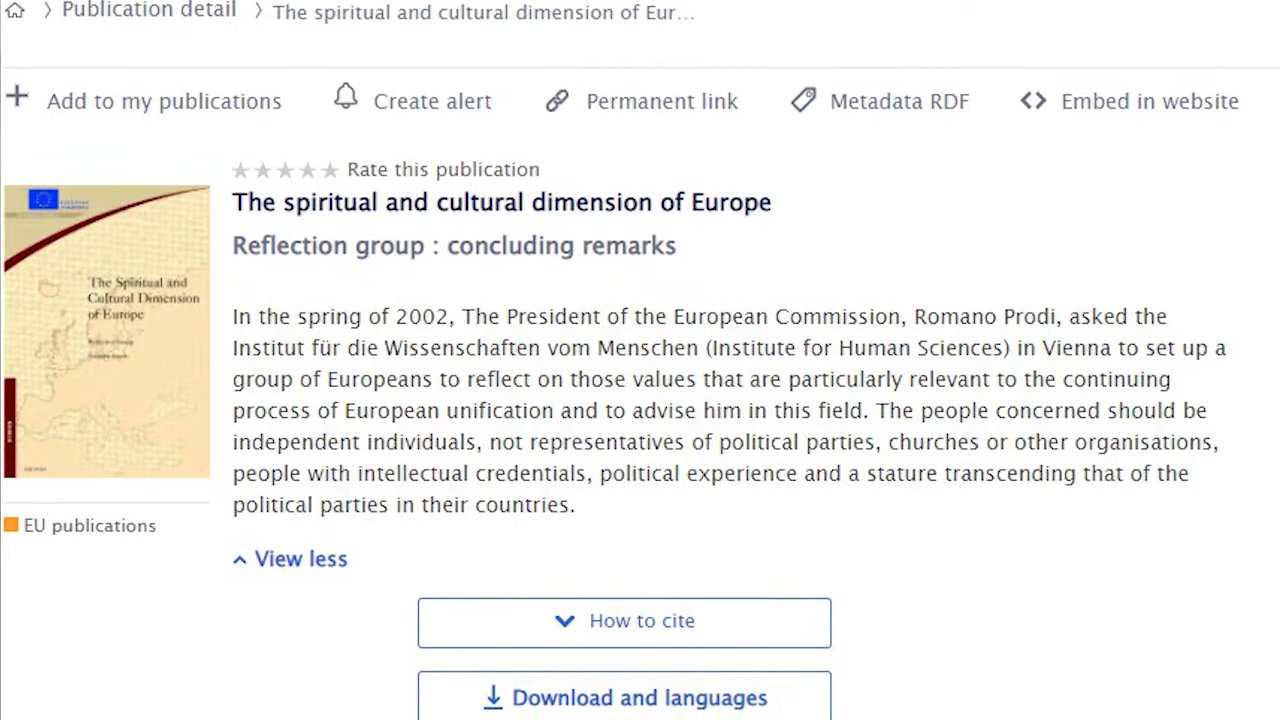 Publication detail
The spiritual and cultural dimension of Eur...
Add to my publications
Create alert
Permanent link
Metadata RDF
Embed in website
Rate this publication
The spiritual and cultural dimension of Europe
Reflection group : concluding remarks
The Spiritual and
Cultural Dimension
of Europe
In the spring of 2002, The President of the European Commission, Romano Prodi, asked the
Institut für die Wissenschaften vom Menschen (Institute for Human Sciences) in Vienna to set up a
group of Europeans to reflect on those values that are particularly relevant to the continuing
process of European unification and to advise him in this field. The people concerned should be
independent individuals, not representatives of political parties, churches or other organisations,
people with intellectual credentials, political experience and a stature transcending that of the
political parties in their countries.
EU publications
View less
How to cite
Download and languages